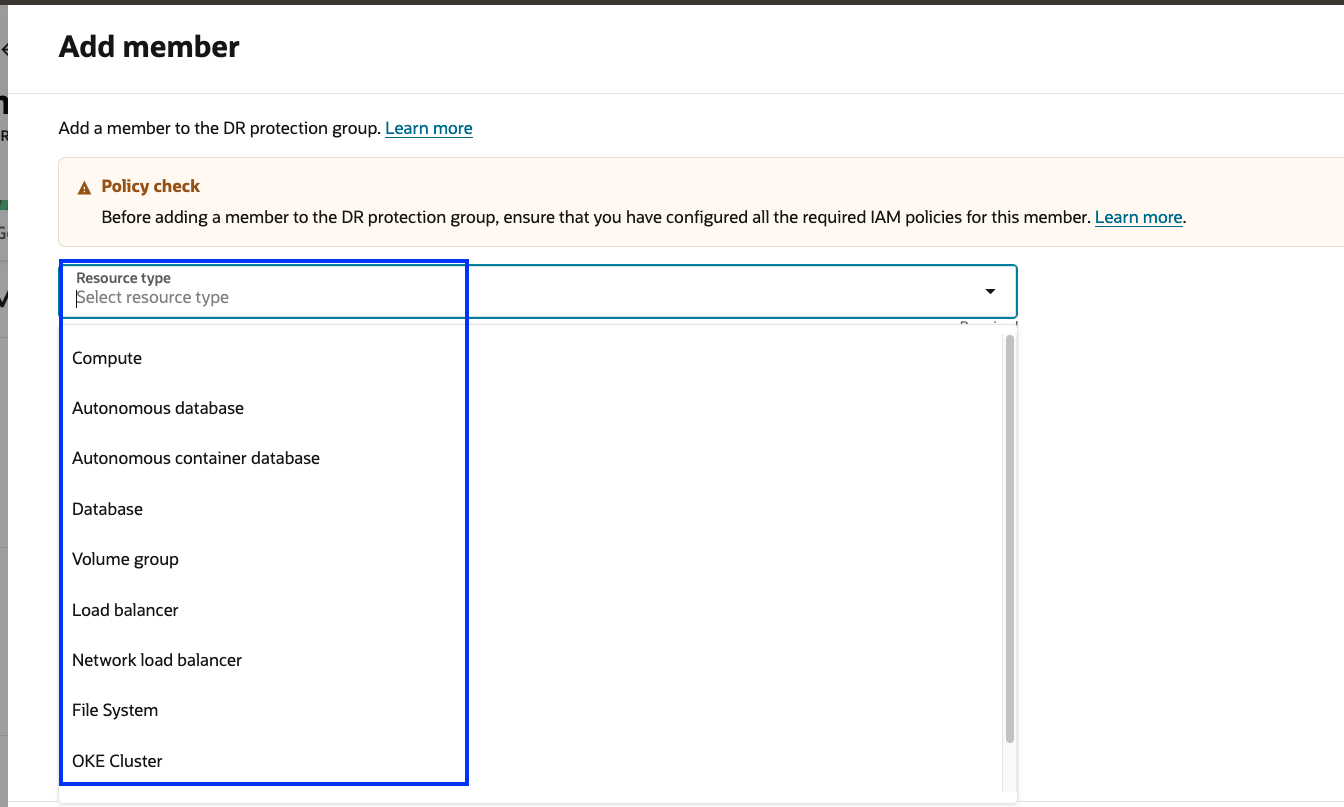 Add member
Add a member to the DR protection group. Learn more
Policy check
Before adding a member to the DR protection group, ensure that you have configured all the required IAM policies for this member. Learn more.
Resource type
Select resource type
Compute
Autonomous database
Autonomous container database
Database
Volume group
Load balancer
Network load balancer
File System
OKE Cluster